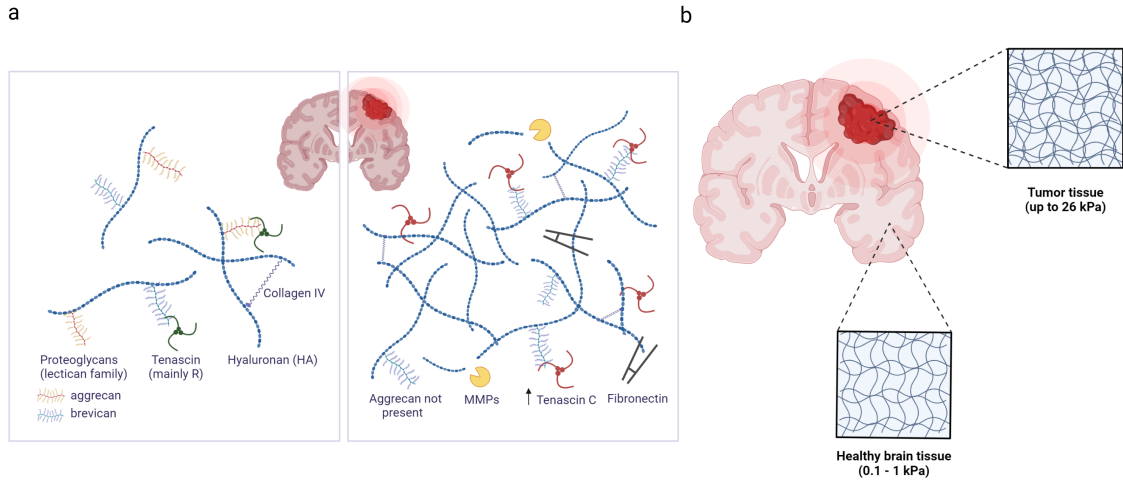 a
b
Collagen IV
Proteoglycans
(lectican family)
Tenascin
(mainly R)
Hyaluronan (HA)
aggrecan
brevican
Aggrecan not
present
MMPs
Tenascin C
Fibronectin
Tumor tissue
(up to 26 kPa)
Healthy brain tissue
(0.1 - 1 kPa)